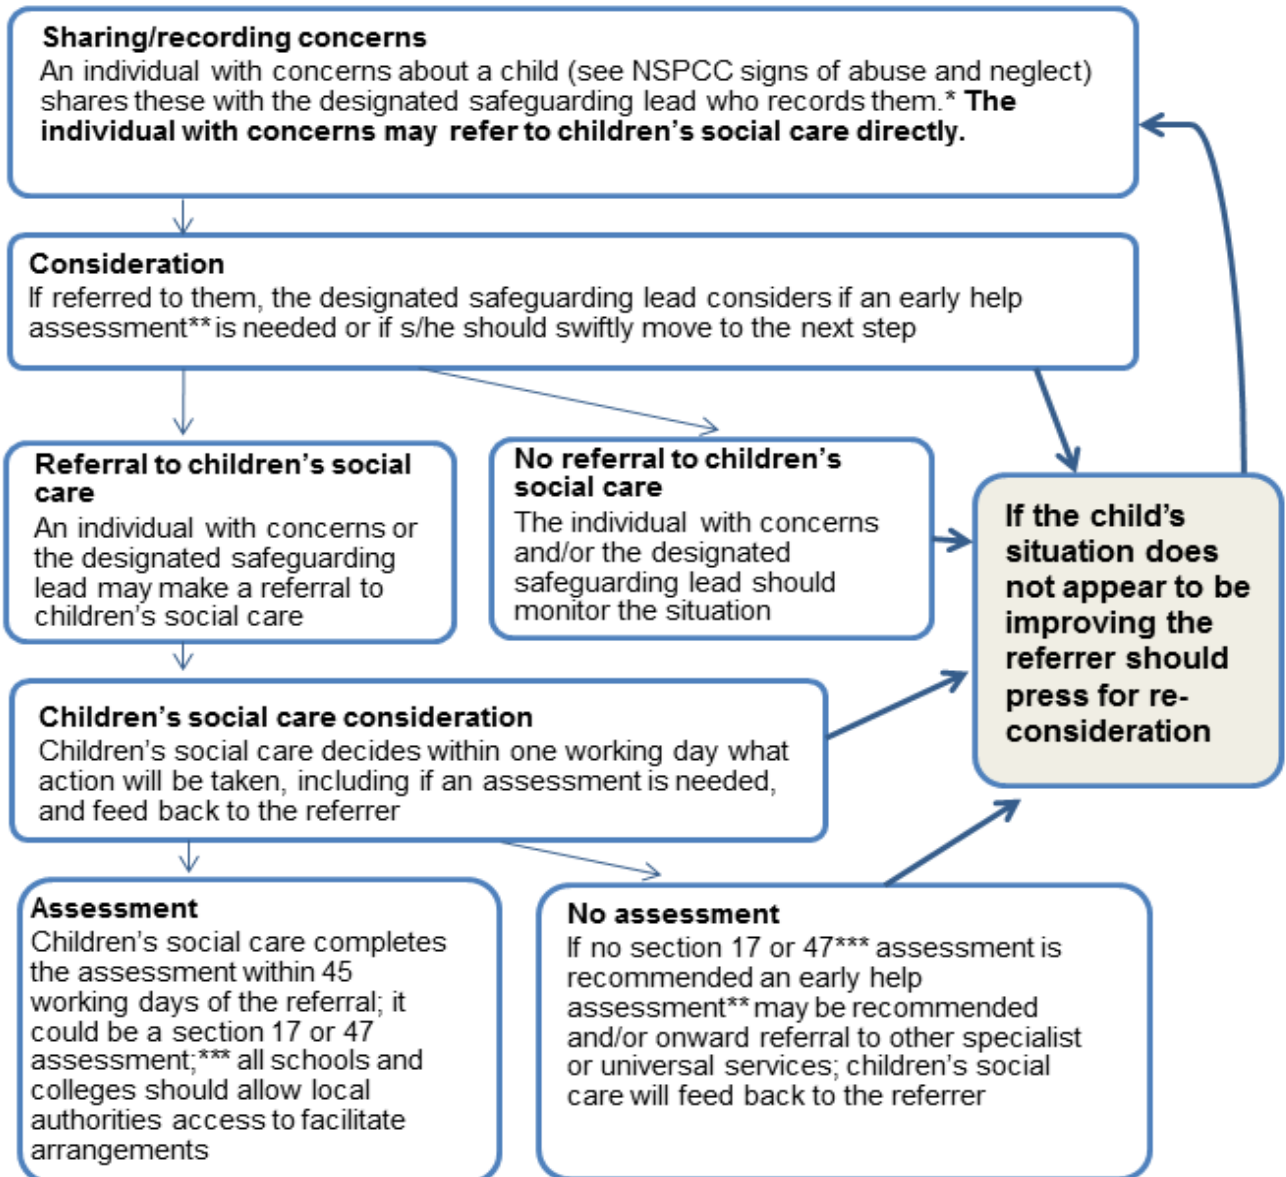 Sharing/recording concerns
An individual with concerns about a child (see NSPCC signs of abuse and neglect)
shares these with the designated safeguarding lead who records them.* The
individual with concerns may refer to children's social care directly.
Consideration
If referred to them, the designated safeguarding lead considers if an early help
assessment** is needed or if s/he should swiftly move to the next step
Referral to children's social
care
An individual with concerns or
the designated safeguarding
lead may make a referral to
children's social care
No referral to children's
social care
The individual with concerns
and/or the designated
safeguarding lead should
monitor the situation
If the child's
situation does
not appear to be
improving the
referrer should
press for re-
consideration
Children's social care consideration
Children's social care decides within one working day what
action will be taken, including if an assessment is needed,
and feed back to the referrer
Assessment
Children's social care completes
the assessment within 45
working days of the referral; it
could be a section 17 or 47
assessment;*** all schools and
colleges should allow local
authorities access to facilitate
arrangements
No assessment
If no section 17 or 47*** assessment is
recommended an early help
assessment** may be recommended
and/or onward referral to other specialist
or universal services; children's social
care will feed back to the referrer